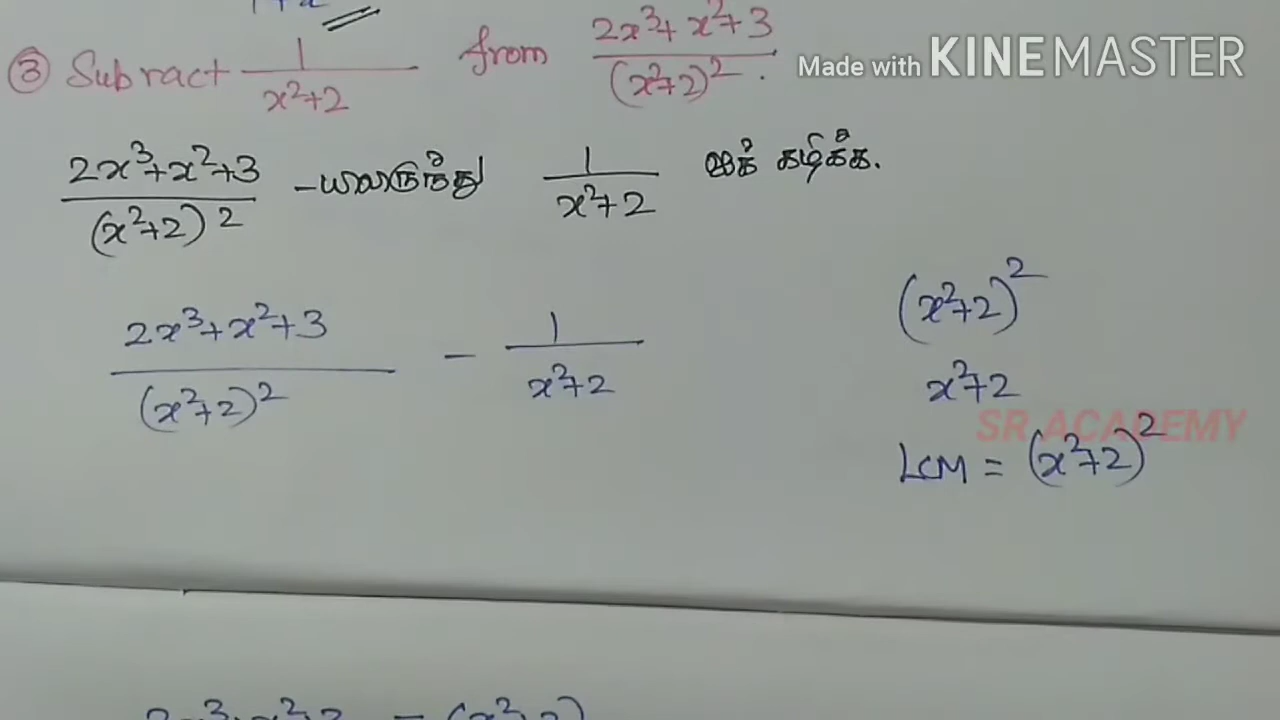 ③ Subract 1/(x²+2) from (2x³+x²+3)/(x²+2)².
Made with KINEMASTER
(2x³+x²+3)/(x²+2)² -யிலிருந்து 1/(x²+2) ஐக் கழிக்க.
(2x³+x²+3)/(x²+2)² - 1/(x²+2)
(x²+2)²
x²+2
SR ACADEMY
LCM = (x²+2)²